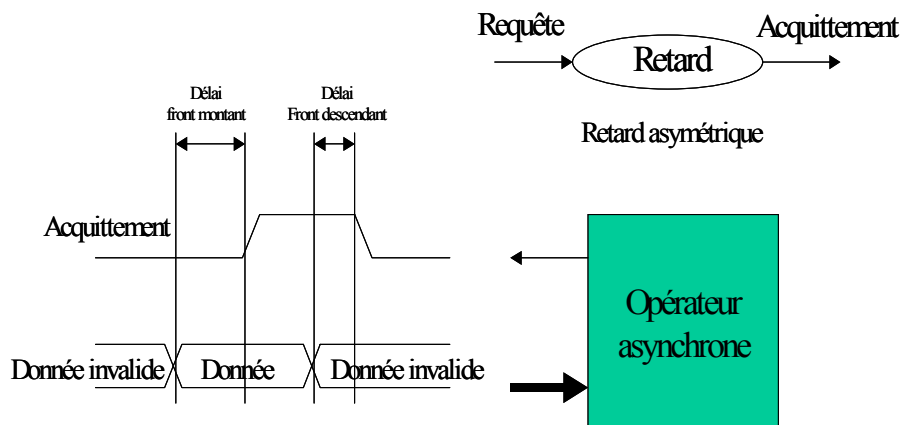 Requête
Acquittement
Retard
Délai
front montant
Délai
Front descendant
Retard asymétrique
Acquittement
Opérateur
asynchrone
Donnée invalide
Donnée
Donnée invalide